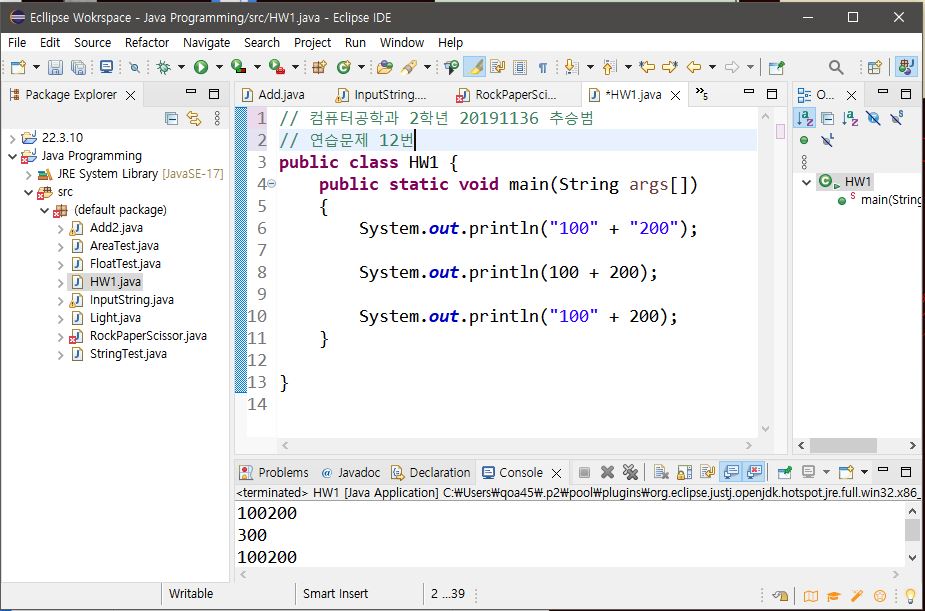 Ecllipse Wokrspace - Java Programming/src/HW1.java - Eclipse IDE
File Edit Source Refactor Navigate Search Project Run Window Help
Package Explorer
22.3.10
Java Programming
JRE System Library [JavaSE-17]
src
(default package)
Add2.java
AreaTest.java
FloatTest.java
HW1.java
InputString.java
Light.java
RockPaperScissor.java
StringTest.java
Add.java InputString.... RockPaperSci... *HW1.java »5
1 // 컴퓨터공학과 2학년 20191136 추승범
2 // 연습문제 12번
3 public class HW1 {
4 public static void main(String args[])
5 {
6 System.out.println("100" + "200");
7
8 System.out.println(100 + 200);
9
10 System.out.println("100" + 200);
11 }
12
13 }
14
O...
HW1
main(String
Problems @ Javadoc Declaration Console
<terminated> HW1 [Java Application] C:₩Users₩qoa45₩.p2₩pool₩plugins₩org.eclipse.justj.openjdk.hotspot.jre.full.win32.x86_
100200
300
100200
Writable Smart Insert 2 ...39